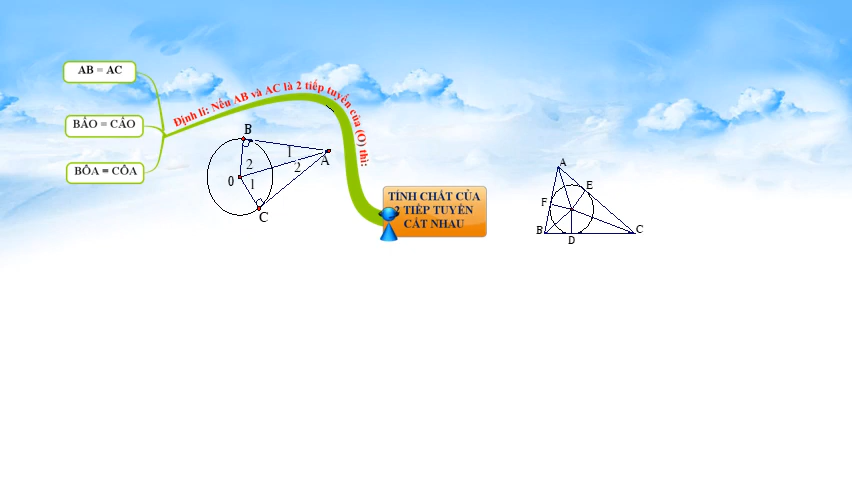 AB = AC
BÂO = CÂO
BÔA = CÔA
Định lí: Nếu AB và AC là 2 tiếp tuyến của (O) thì:
B
1
A
2
2
0
1
C
TÍNH CHẤT CỦA
2 TIẾP TUYẾN
CẮT NHAU
A
E
F
B
D
C